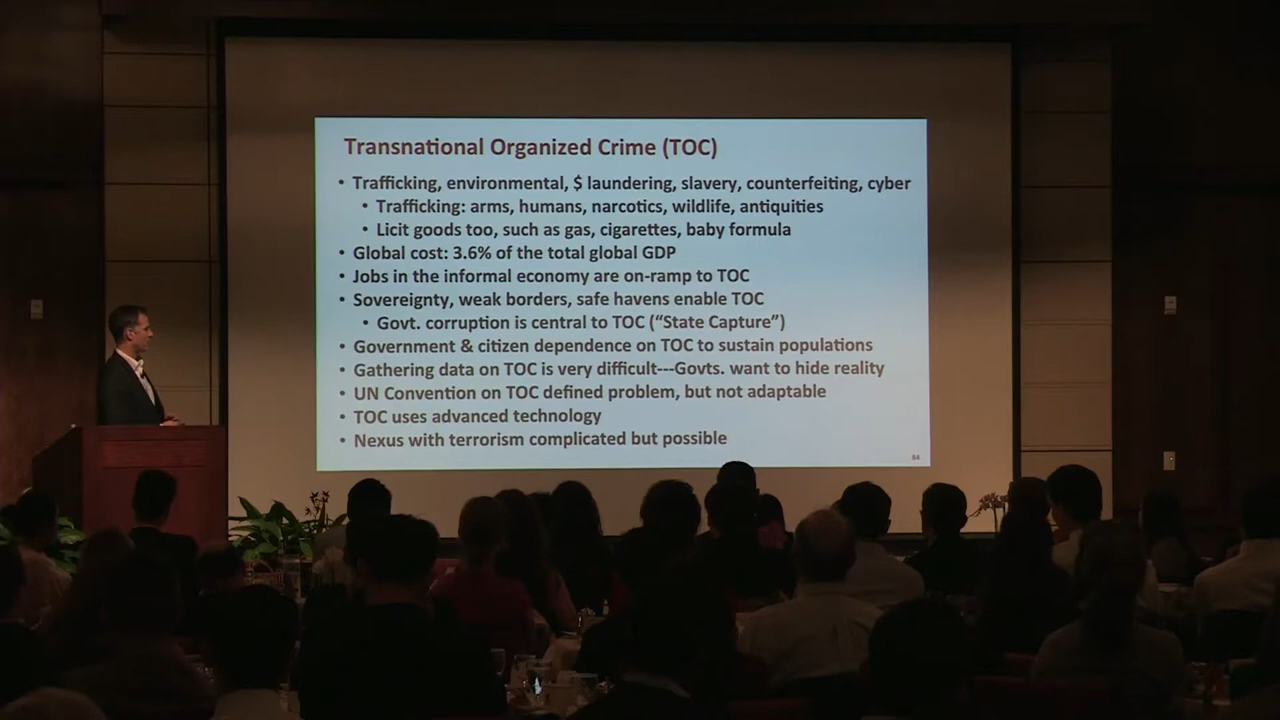 Transnational Organized Crime (TOC)
• Trafficking, environmental, $ laundering, slavery, counterfeiting, cyber
• Trafficking: arms, humans, narcotics, wildlife, antiquities
• Licit goods too, such as gas, cigarettes, baby formula
• Global cost: 3.6% of the total global GDP
• Jobs in the informal economy are on-ramp to TOC
• Sovereignty, weak borders, safe havens enable TOC
• Govt. corruption is central to TOC (“State Capture”)
• Government & citizen dependence on TOC to sustain populations
• Gathering data on TOC is very difficult---Govts. want to hide reality
• UN Convention on TOC defined problem, but not adaptable
• TOC uses advanced technology
• Nexus with terrorism complicated but possible
84